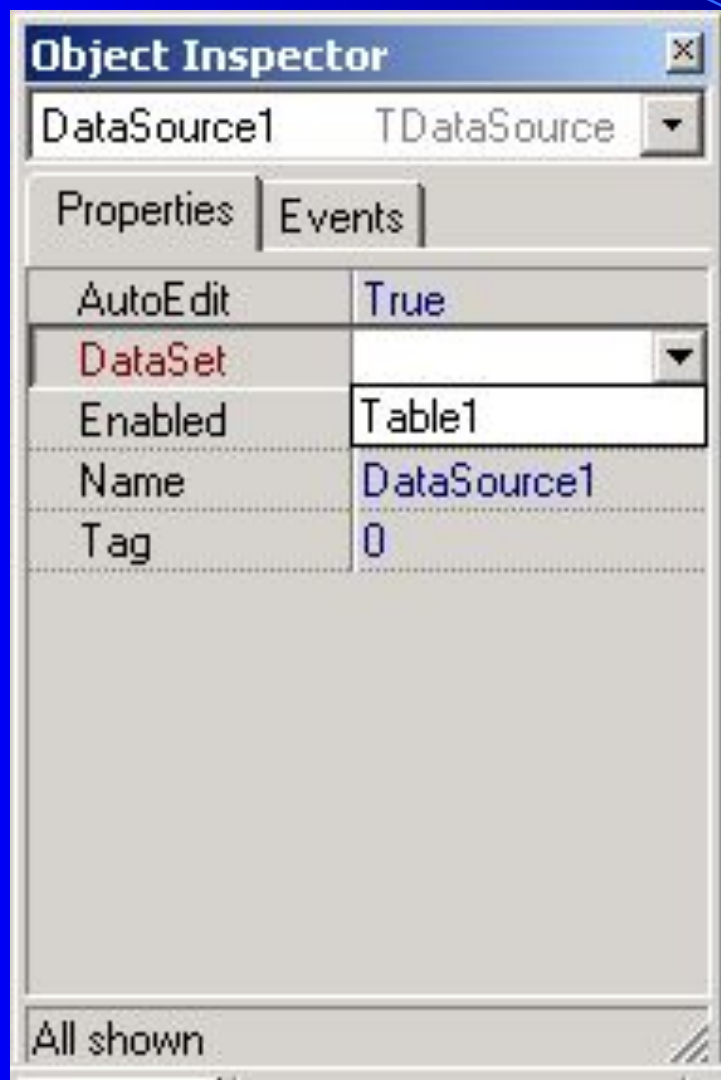 Object Inspector
DataSource1 TDataSource
Properties Events
AutoEdit True
DataSet
Enabled Table1
Name DataSource1
Tag 0
All shown